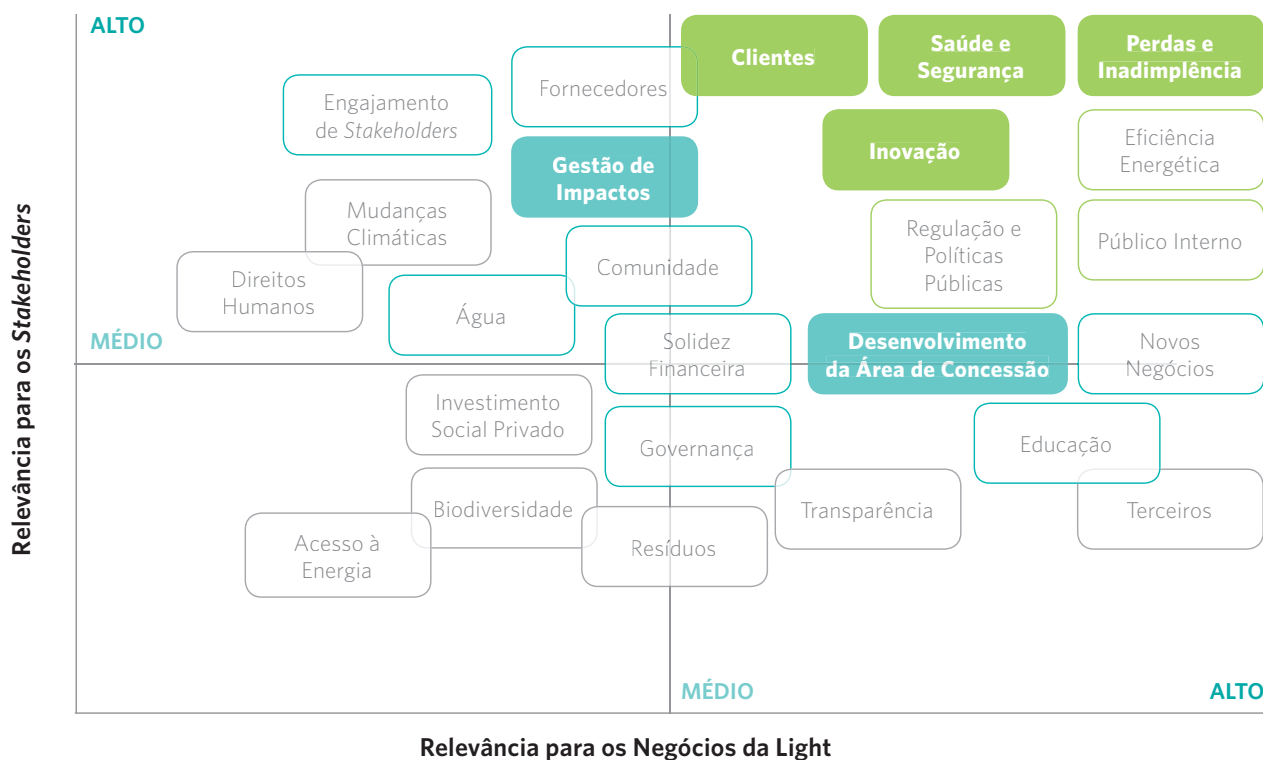 ALTO
Clientes
Saúde e
Segurança
Perdas e
Inadimplência
Fornecedores
Engajamento
de Stakeholders
Inovação
Eficiência
Energética
Gestão de
Impactos
Mudanças
Climáticas
Regulação e
Políticas
Públicas
Público Interno
Comunidade
Direitos
Humanos
Água
MÉDIO
Solidez
Financeira
Desenvolvimento
da Área de Concessão
Novos
Negócios
Investimento
Social Privado
Governança
Educação
Biodiversidade
Transparência
Terceiros
Acesso à
Energia
Resíduos
MÉDIO
ALTO
Relevância para os Stakeholders
Relevância para os Negócios da Light